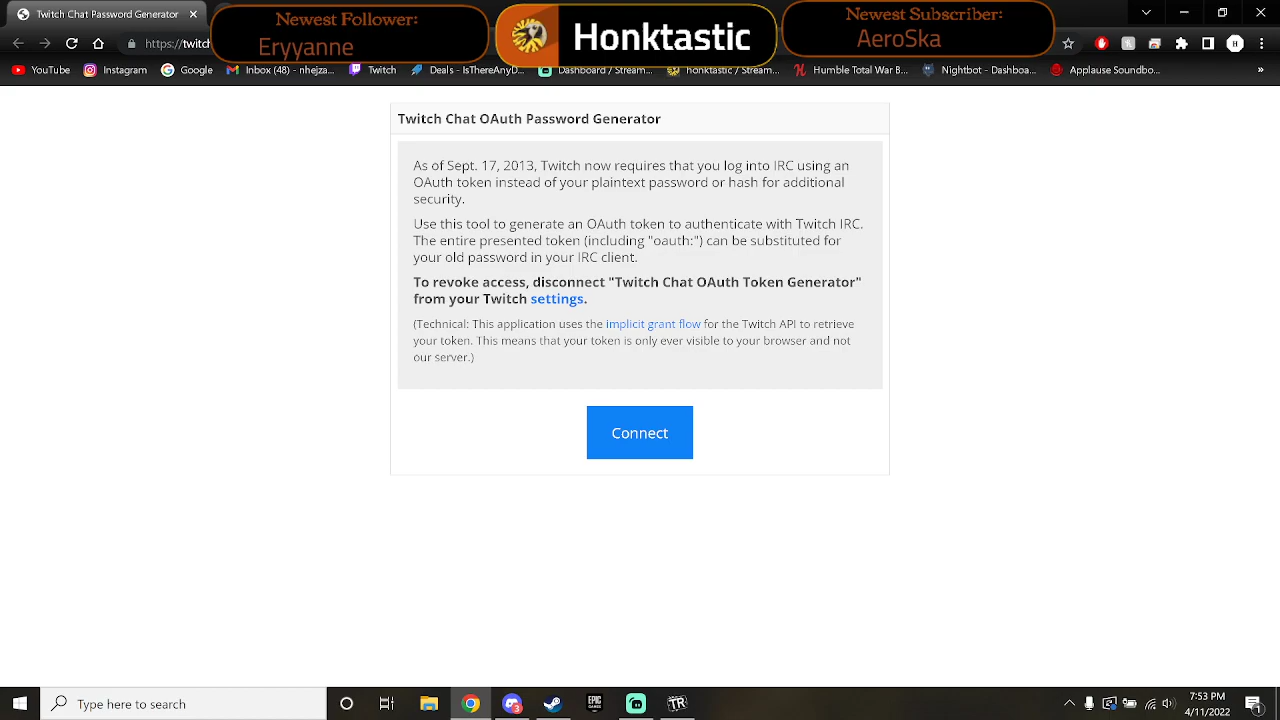 Twitch Chat OAuth Password Generator
Newest Follower:
Eryyanne
Honktastic
Newest Subscriber:
AeroSka
https://twitch
H
YouTube
Instagram
Google
Inbox (48) - nhejza...
Twitch
Deals - IsThereAnyD...
Dashboard / Stream...
honktastic / Stream...
Humble Total War B...
Nightbot - Dashboa...
Applause Soundbo...
»
Twitch Chat OAuth Password Generator
As of Sept. 17, 2013, Twitch now requires that you log into IRC using an
OAuth token instead of your plaintext password or hash for additional
security.
Use this tool to generate an OAuth token to authenticate with Twitch IRC.
The entire presented token (including "oauth:") can be substituted for
your old password in your IRC client.
To revoke access, disconnect "Twitch Chat OAuth Token Generator"
from your Twitch settings.
(Technical: This application uses the implicit grant flow for the Twitch API to retrieve
your token. This means that your token is only ever visible to your browser and not
our server.)
Connect
Type here to search
3
EPIC
GAMES
TR
7:53 PM
4/11/2022